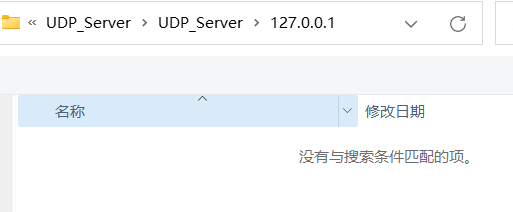 « UDP_Server > UDP_Server > 127.0.0.1
名称 修改日期
没有与搜索条件匹配的项。